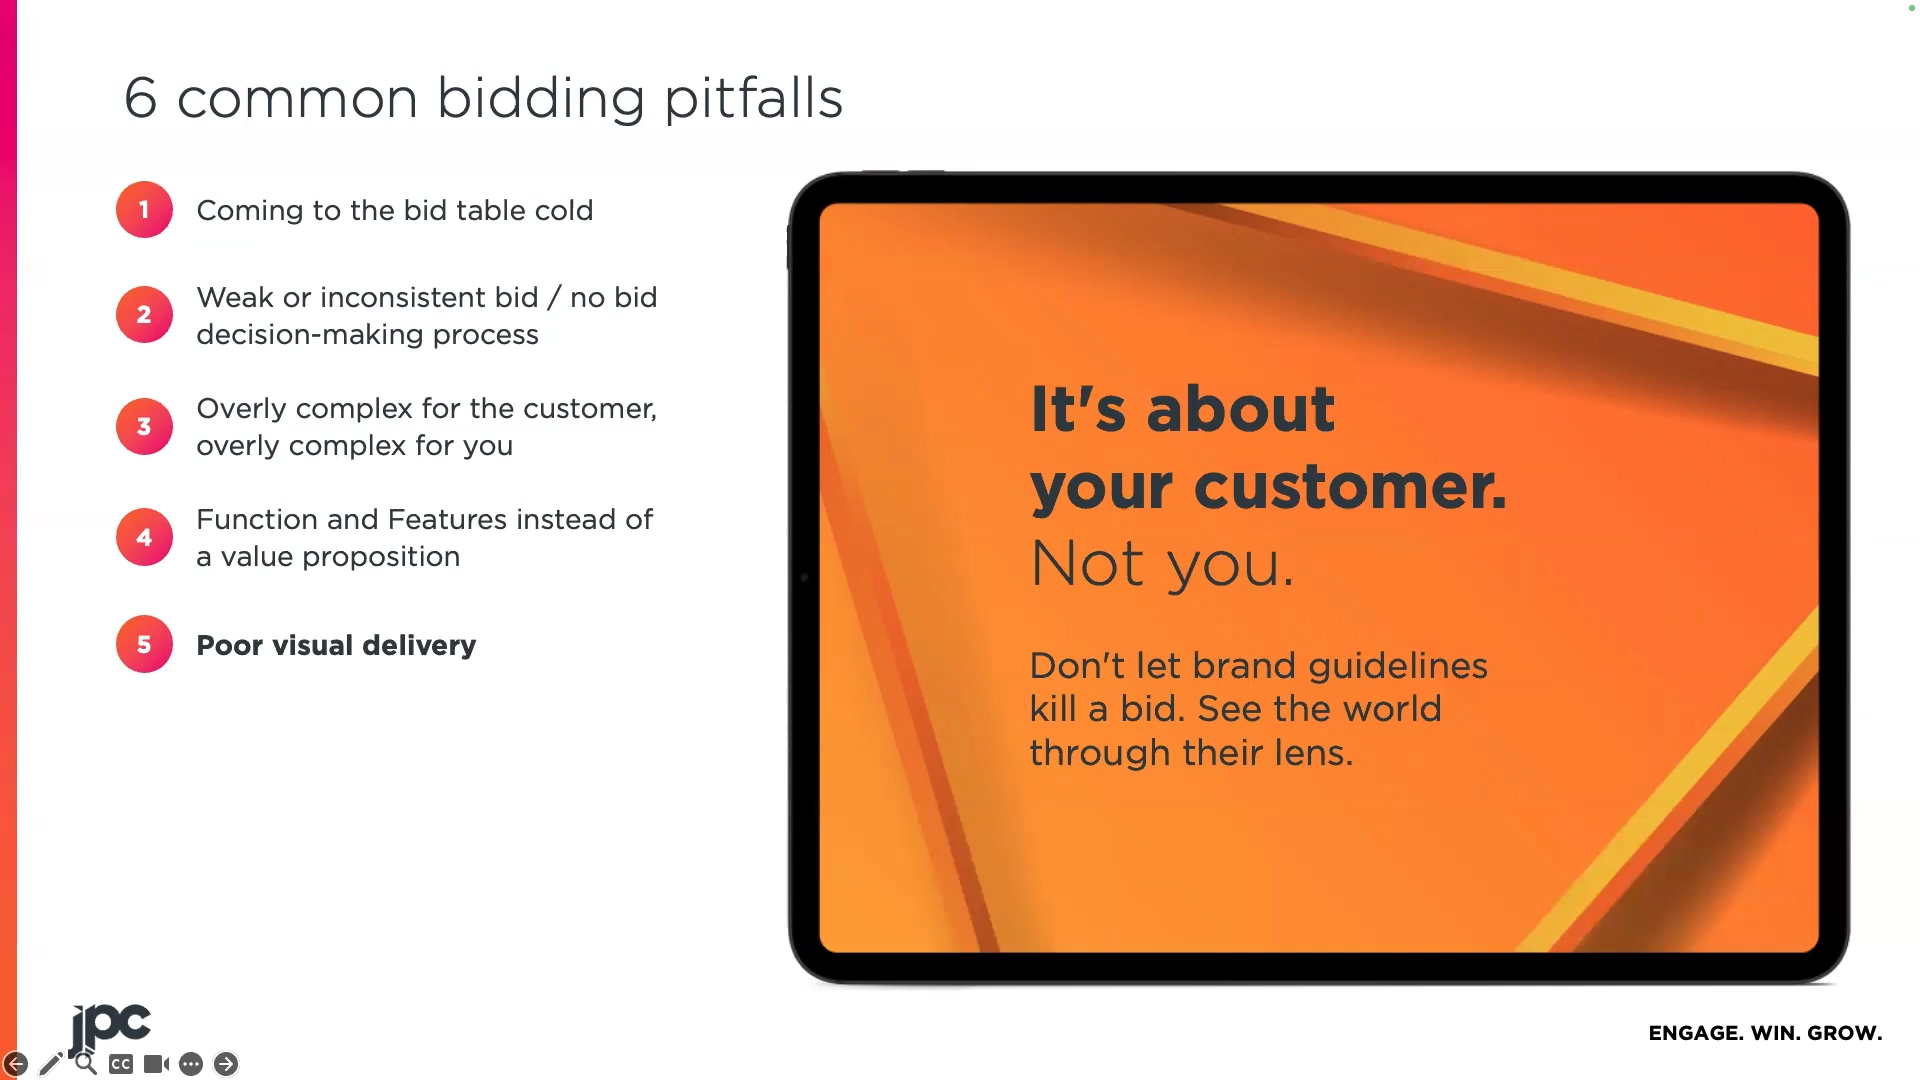 6 common bidding pitfalls
1
Coming to the bid table cold
2
Weak or inconsistent bid / no bid
decision-making process
3
Overly complex for the customer,
overly complex for you
4
Function and Features instead of
a value proposition
5
Poor visual delivery
It's about
your customer.
Not you.
Don't let brand guidelines
kill a bid. See the world
through their lens.
jpc
CC
ENGAGE. WIN. GROW.